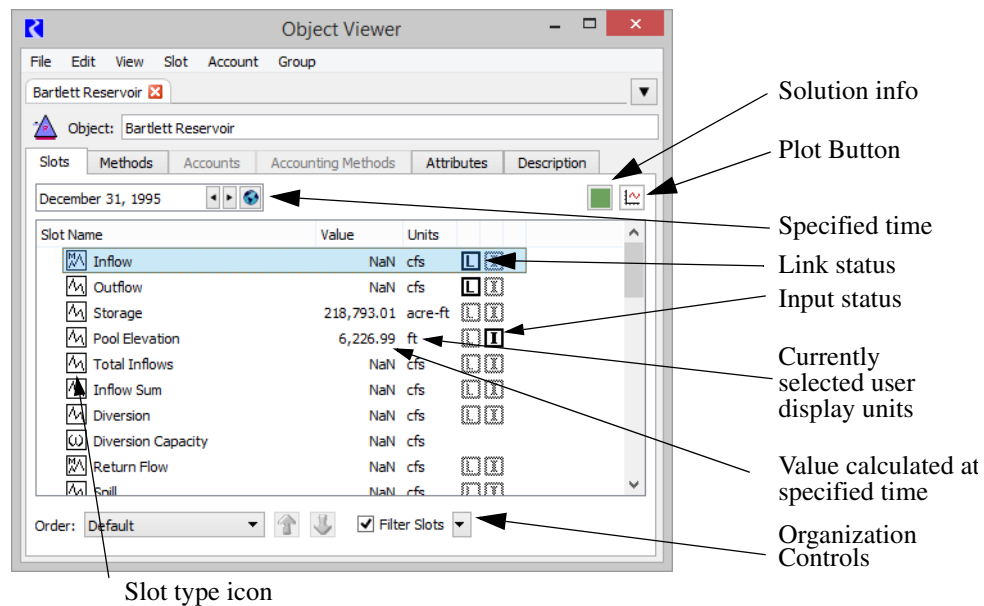 Object Viewer
File Edit View Slot Account Group
Bartlett Reservoir
Object: Bartlett Reservoir
Slots Methods Accounts Accounting Methods Attributes Description
December 31, 1995
Slot Name Value Units
Inflow NaN cfs L I
Outflow NaN cfs L I
Storage 218,793.01 acre-ft L I
Pool Elevation 6,226.99 ft L I
Total Inflows NaN cfs L I
Inflow Sum NaN cfs L I
Diversion NaN cfs L I
Diversion Capacity NaN cfs
Return Flow NaN cfs L I
Spill NaN cfs L I
Order: Default Filter Slots
Solution info
Plot Button
Specified time
Link status
Input status
Currently
selected user
display units
Value calculated at
specified time
Organization
Controls
Slot type icon